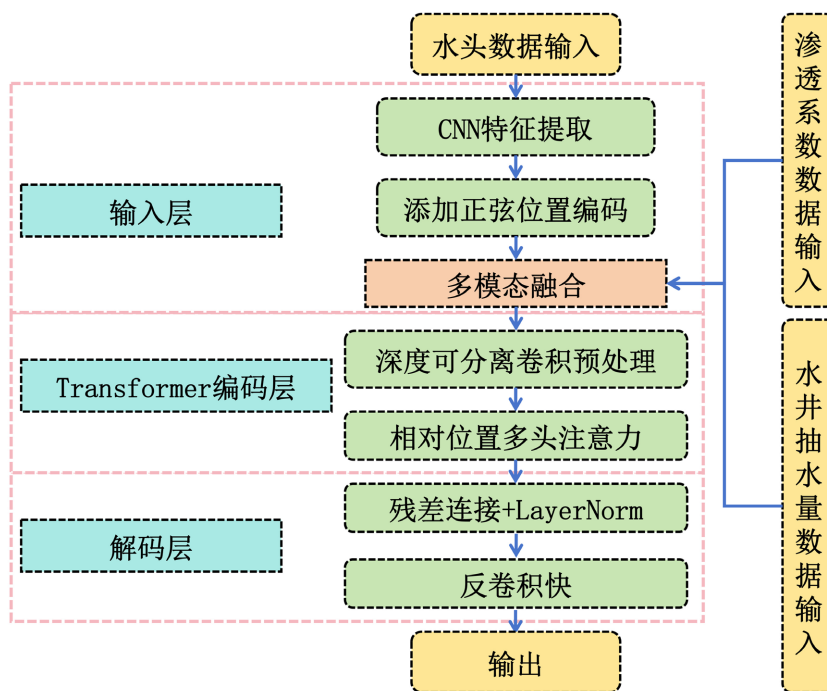 水头数据输入
CNN特征提取
输入层
添加正弦位置编码
多模态融合
渗透系数数据输入
Transformer编码层
深度可分离卷积预处理
相对位置多头注意力
解码层
残差连接+LayerNorm
反卷积快
输出
水井抽水量数据输入